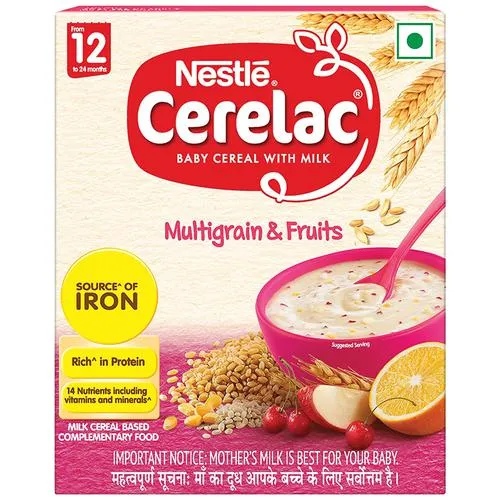 From
12
to 24 months
Nestlé®
Cerelac®
BABY CEREAL WITH MILK
Multigrain & Fruits
SOURCE^ OF
IRON
Rich^ in Protein
14 Nutrients including
vitamins and minerals^
Suggested Serving
MILK CEREAL BASED
COMPLEMENTARY FOOD
IMPORTANT NOTICE: MOTHER'S MILK IS BEST FOR YOUR BABY.
महत्वपूर्ण सूचना: माँ का दूध आपके बच्चे के लिए सर्वोत्तम है।